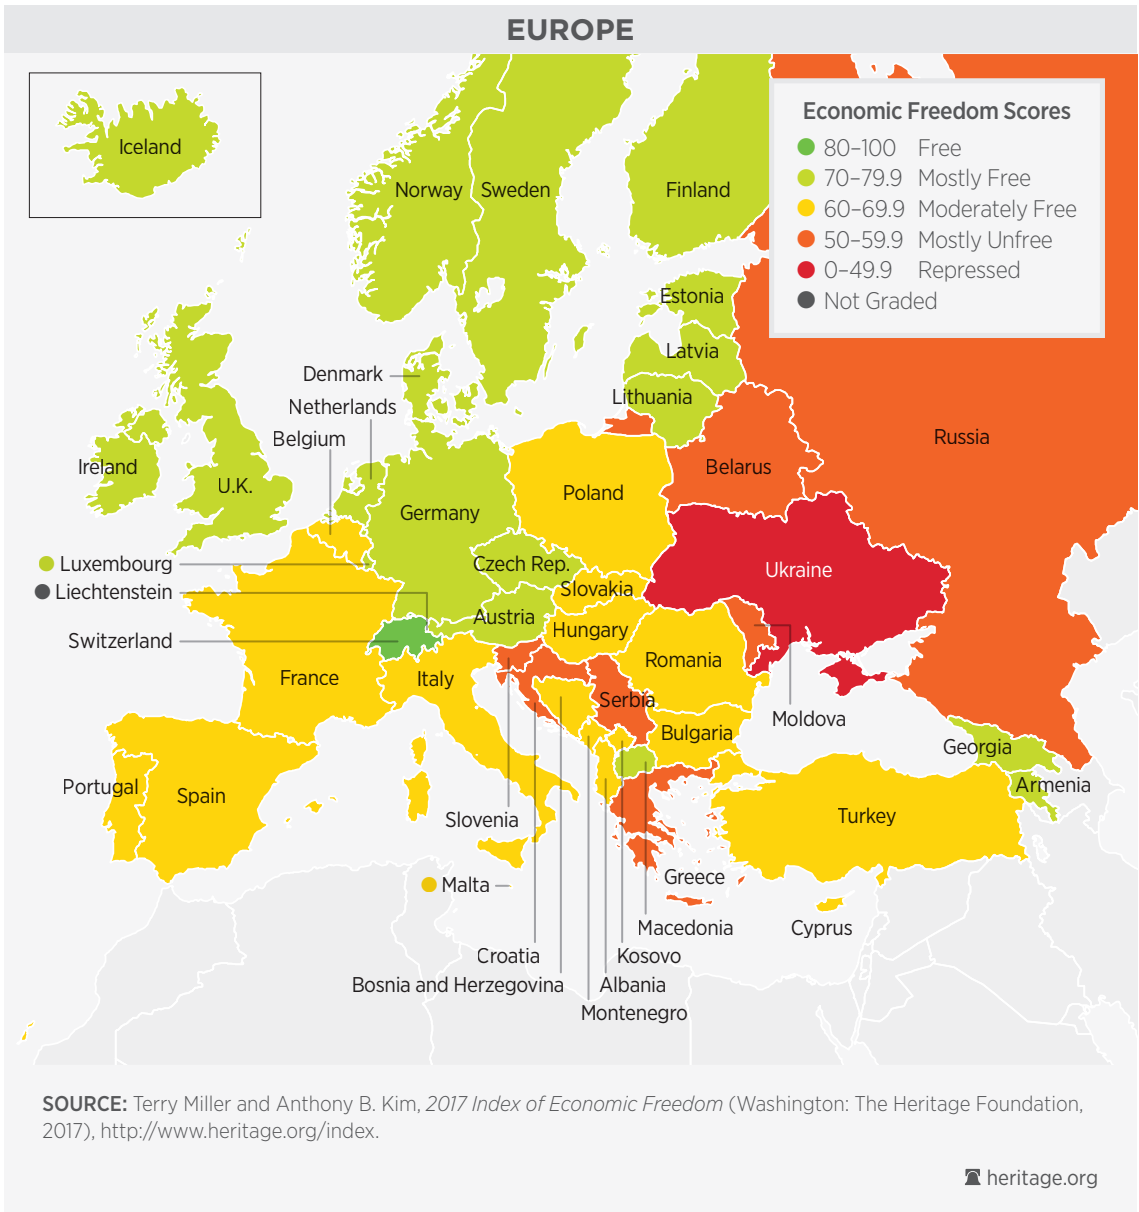 EUROPE
Economic Freedom Scores
80–100 Free
70–79.9 Mostly Free
60–69.9 Moderately Free
50–59.9 Mostly Unfree
0–49.9 Repressed
Not Graded
Iceland
Norway
Sweden
Finland
Estonia
Latvia
Denmark
Lithuania
Netherlands
Belgium
Russia
Ireland
Belarus
U.K.
Poland
Germany
Luxembourg
Czech Rep.
Ukraine
Liechtenstein
Slovakia
Austria
Switzerland
Hungary
Romania
France
Italy
Serbia
Moldova
Bulgaria
Georgia
Portugal
Spain
Armenia
Slovenia
Turkey
Malta
Greece
Macedonia
Cyprus
Croatia
Kosovo
Bosnia and Herzegovina
Albania
Montenegro
SOURCE: Terry Miller and Anthony B. Kim, 2017 Index of Economic Freedom (Washington: The Heritage Foundation,
2017), http://www.heritage.org/index.
heritage.org